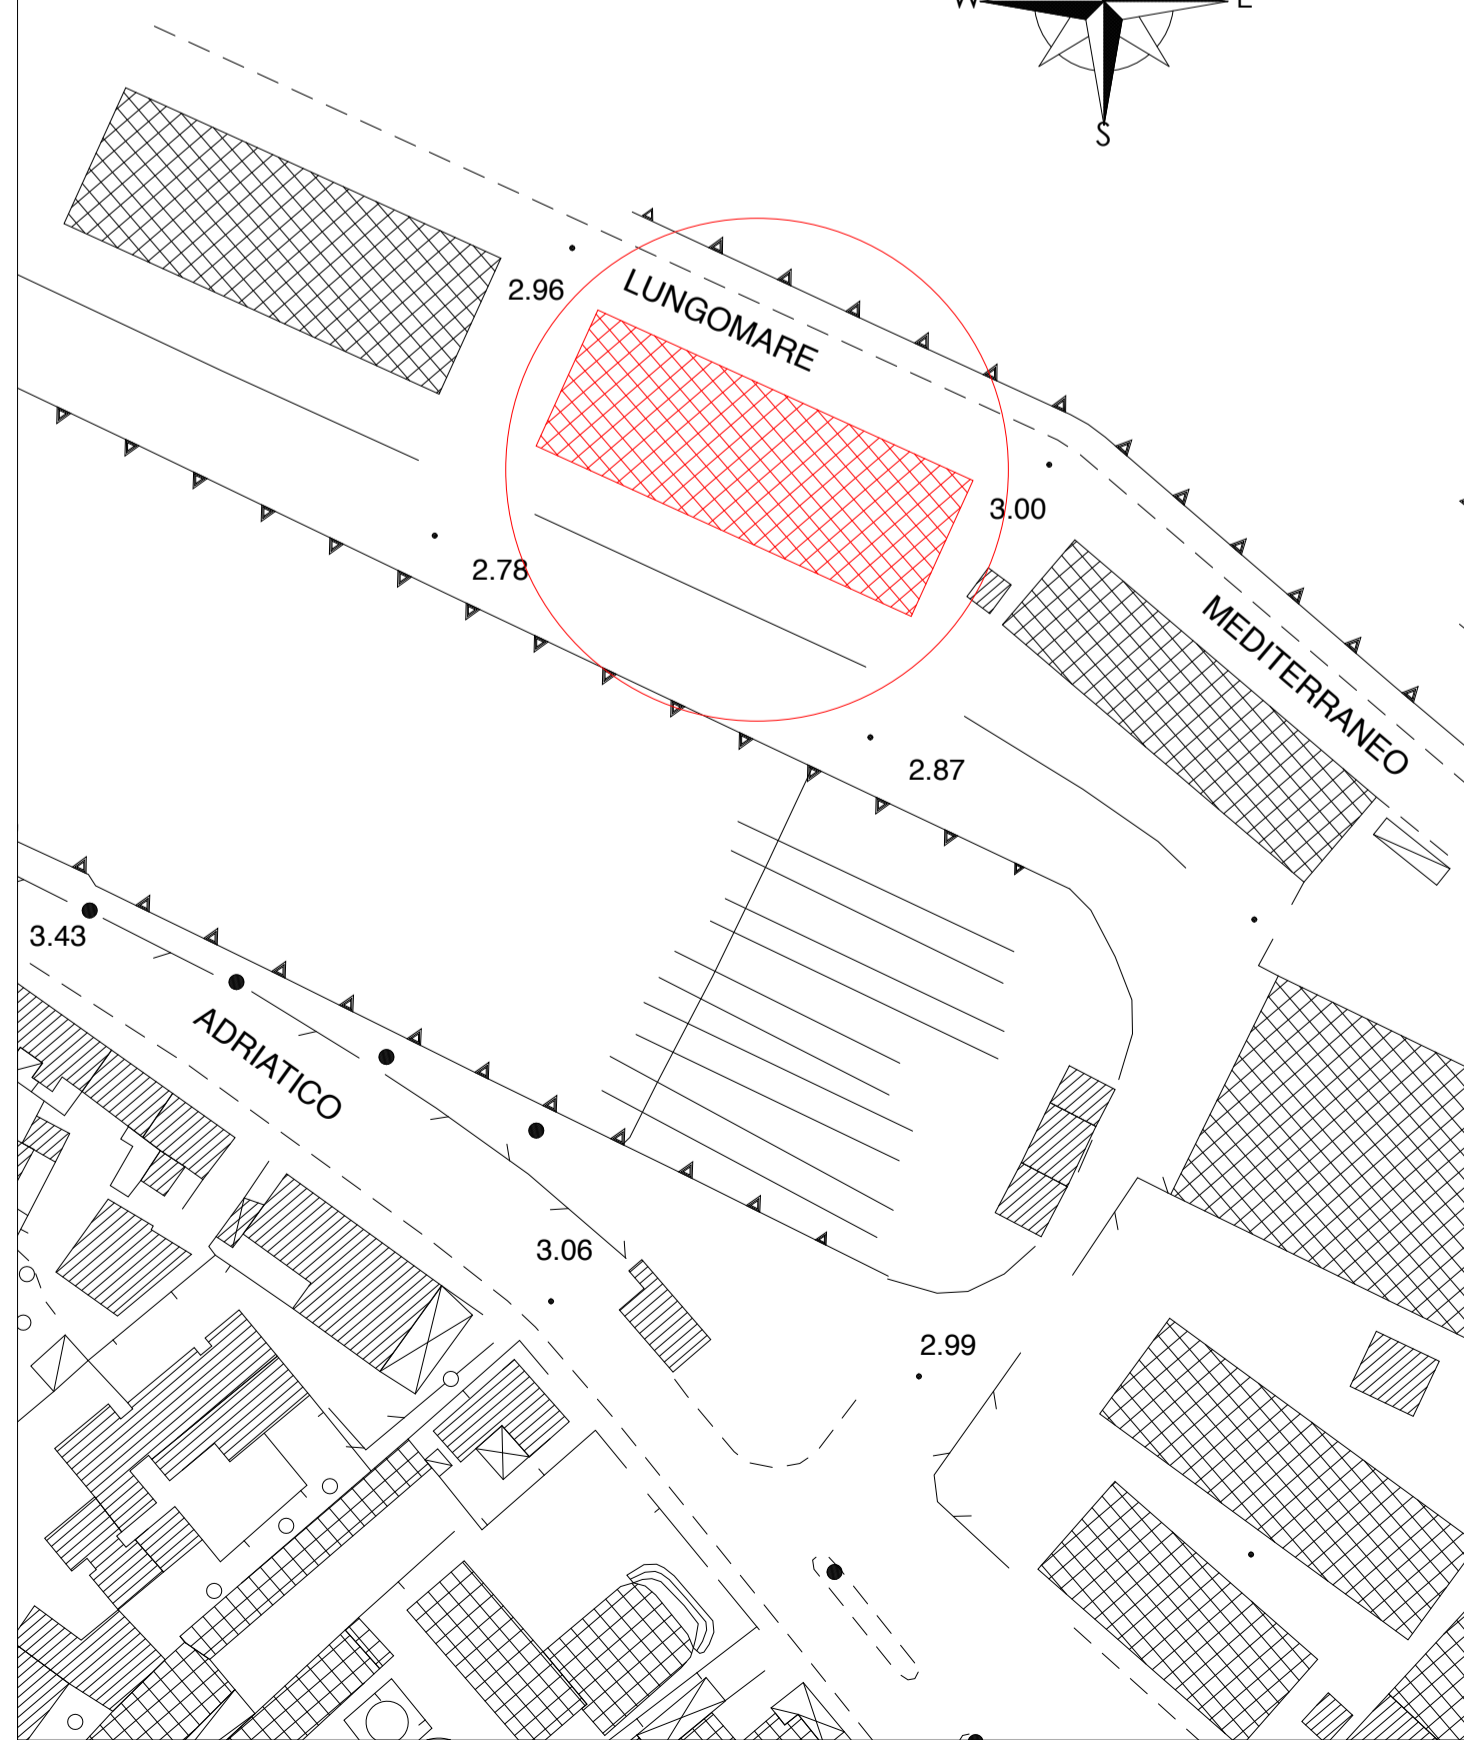 W
E
S
2.96
LUNGOMARE
3.00
2.78
MEDITERRANEO
2.87
3.43
ADRIATICO
3.06
2.99